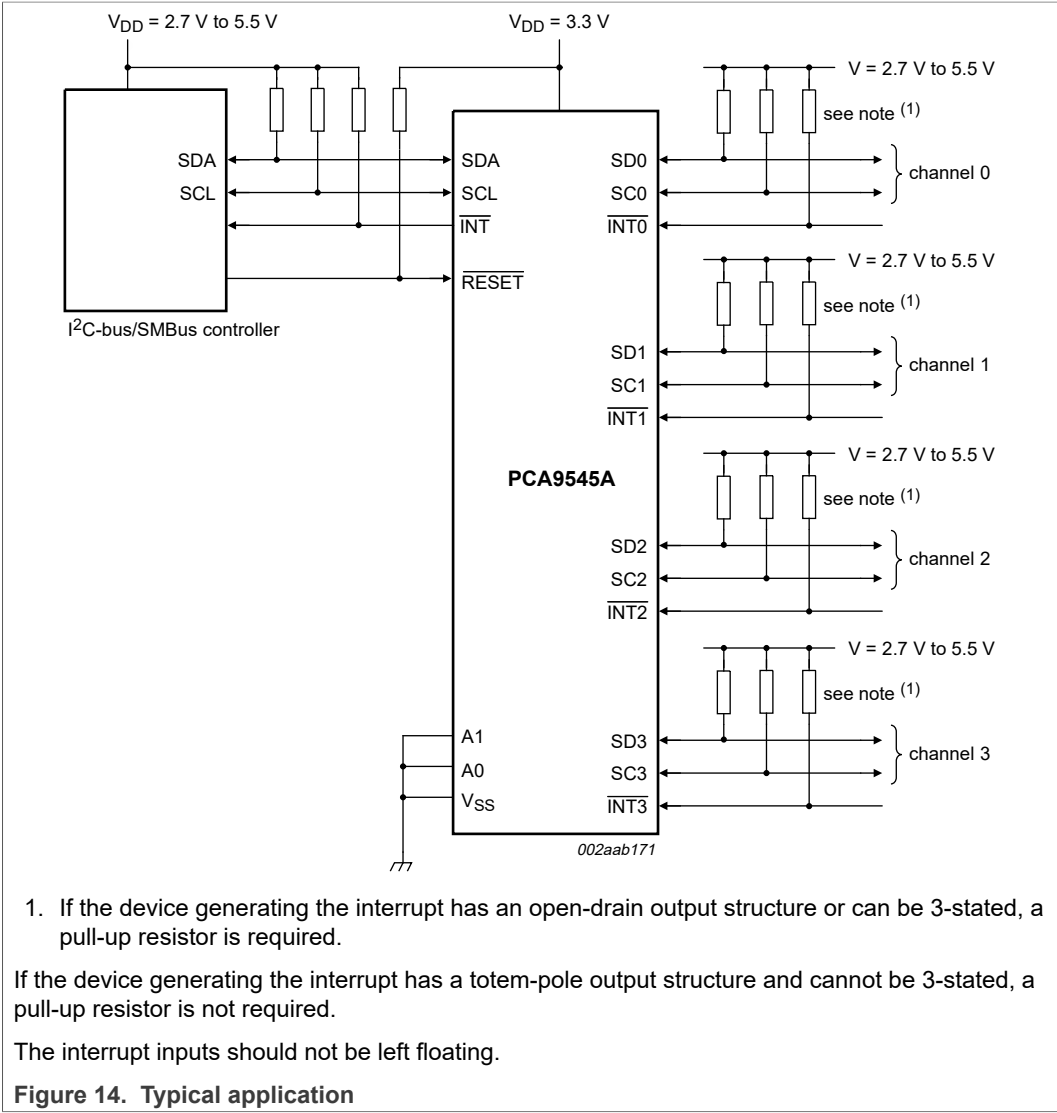 VDD = 2.7 V to 5.5 V
VDD = 3.3 V
V = 2.7 V to 5.5 V
see note (1)
SDA
SCL
SDA
SCL
INT
RESET
SD0
SC0
INT0
channel 0
I2C-bus/SMBus controller
V = 2.7 V to 5.5 V
see note (1)
SD1
SC1
INT1
channel 1
PCA9545A
V = 2.7 V to 5.5 V
see note (1)
SD2
SC2
INT2
channel 2
V = 2.7 V to 5.5 V
see note (1)
A1
A0
VSS
SD3
SC3
INT3
channel 3
002aab171
1. If the device generating the interrupt has an open-drain output structure or can be 3-stated, a
pull-up resistor is required.
If the device generating the interrupt has a totem-pole output structure and cannot be 3-stated, a
pull-up resistor is not required.
The interrupt inputs should not be left floating.
Figure 14. Typical application